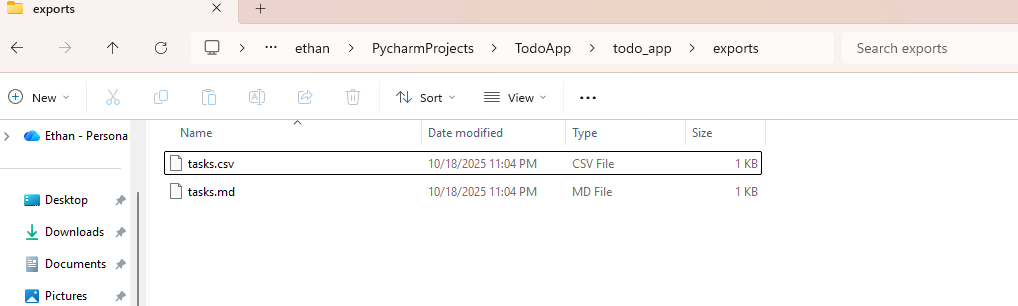 exports
ethan PycharmProjects TodoApp todo_app exports Search exports
New Sort View
Name Date modified Type Size
Ethan - Persona
tasks.csv 10/18/2025 11:04 PM CSV File 1 KB
tasks.md 10/18/2025 11:04 PM MD File 1 KB
Desktop
Downloads
Documents
Pictures